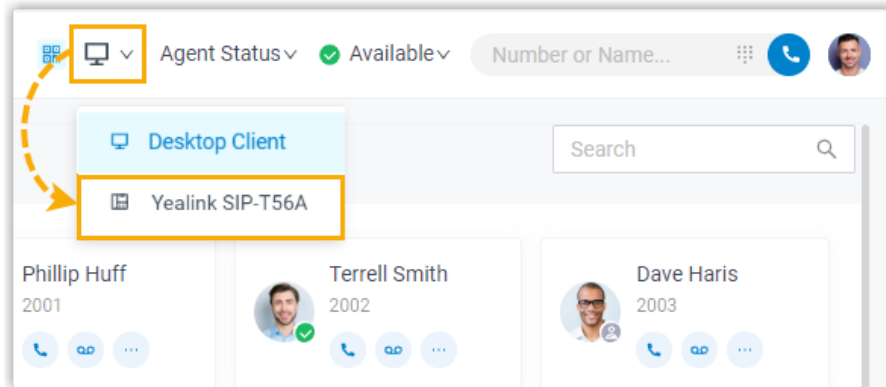 Agent Status
Available
Number or Name...
Desktop Client
Search
Yealink SIP-T56A
Phillip Huff
2001
Terrell Smith
2002
Dave Haris
2003